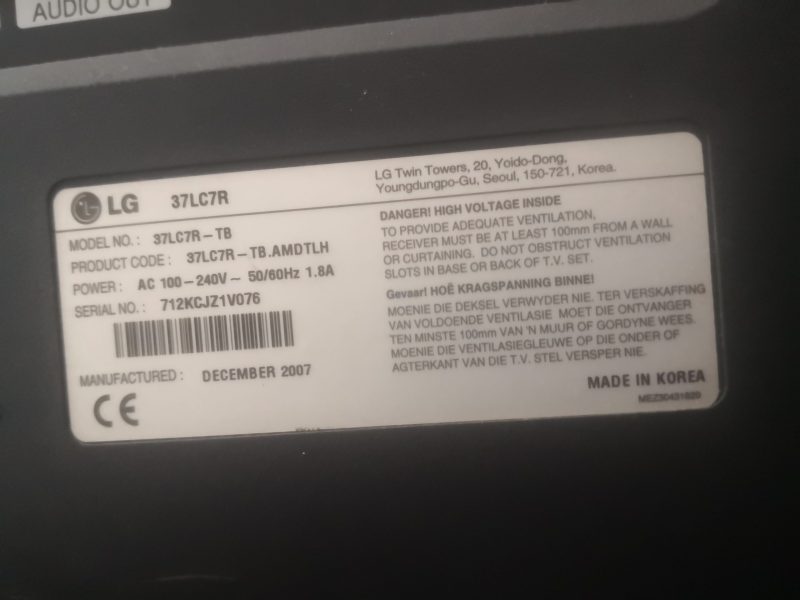 AUDIO OUT
LG 37LC7R
MODEL NO.: 37LC7R-TB
PRODUCT CODE: 37LC7R-TB.AMDTLH
POWER: AC 100-240V~ 50/60Hz 1.8A
SERIAL NO.: 712KCJZ1V076
MANUFACTURED: DECEMBER 2007
CE
LG Twin Towers, 20, Yoido-Dong,
Youngdungpo-Gu, Seoul, 150-721, Korea.
DANGER! HIGH VOLTAGE INSIDE
TO PROVIDE ADEQUATE VENTILATION,
RECEIVER MUST BE AT LEAST 100mm FROM A WALL
OR CURTAINING. DO NOT OBSTRUCT VENTILATION
SLOTS IN BASE OR BACK OF T.V. SET.
Gevaar! HOË KRAGSPANNING BINNE!
MOENIE DIE DEKSEL VERWYDER NIE. TER VERSKAFFING
VAN VOLDOENDE VENTILASIE MOET DIE ONTVANGER
TEN MINSTE 100mm VAN 'N MUUR OF GORDYNE WEES.
MOENIE DIE VENTILASIEGLEUWE OP DIE ONDER OF
AGTERKANT VAN DIE T.V. STEL VERSPER NIE.
MADE IN KOREA